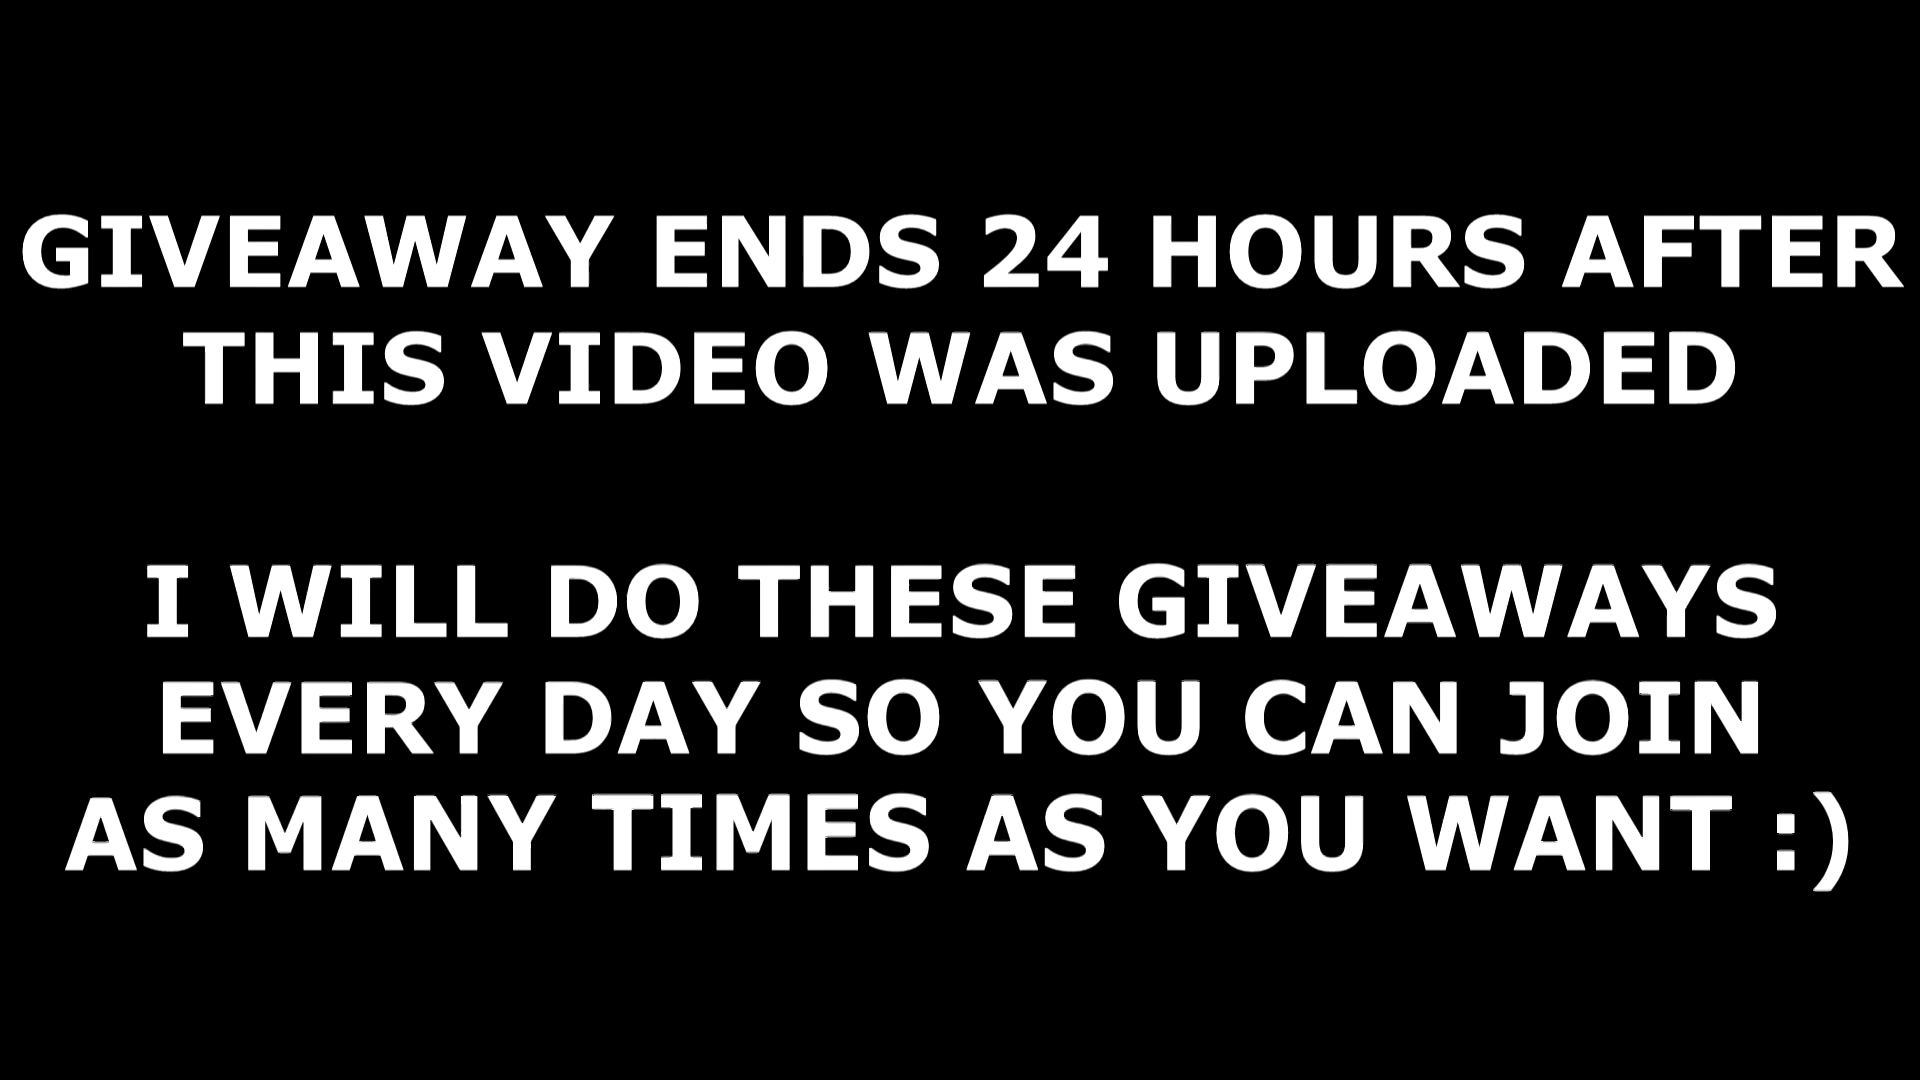 GIVEAWAY ENDS 24 HOURS AFTER
THIS VIDEO WAS UPLOADED
I WILL DO THESE GIVEAWAYS
EVERY DAY SO YOU CAN JOIN
AS MANY TIMES AS YOU WANT :)